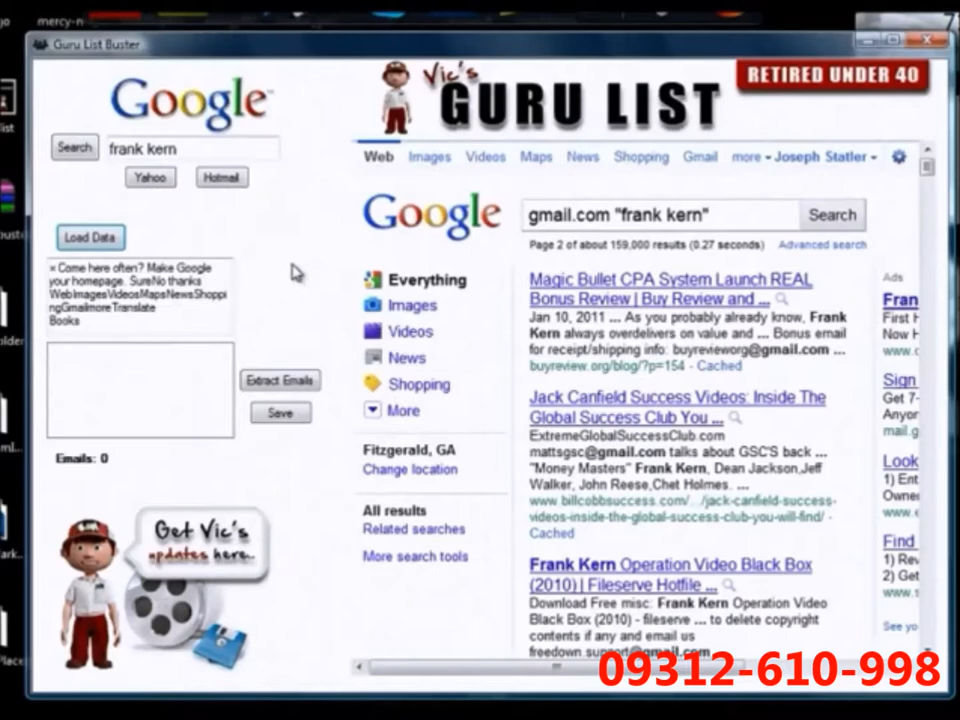 mercy-n
Guru List Buster
Google
Search
frank kern
Yahoo
Hotmail
Load Data
× Come here often? Make Google
your homepage. SureNo thanks
WebImagesVideosMapsNewsShoppi
ngGmailmoreTranslate
Books
Extract Emails
Save
Emails: 0
Get Vic's
updates here..
Vic's
GURU LIST
RETIRED UNDER 40
Web Images Videos Maps News Shopping Gmail more Joseph Statler
Google
gmail.com "frank kern"
Search
Page 2 of about 159,000 results (0.27 seconds) Advanced search
Everything
Images
Videos
News
Shopping
More
Fitzgerald, GA
Change location
All results
Related searches
More search tools
Magic Bullet CPA System Launch REAL
Bonus Review | Buy Review and ...
Jan 10, 2011 ... As you probably already know, Frank
Kern always overdelivers on value and ... Bonus email
for receipt/shipping info: buyrevieworg@gmail.com ...
buyreview.org/blog/?p=154 - Cached
Jack Canfield Success Videos: Inside The
Global Success Club You ...
ExtremeGlobalSuccessClub.com
mattsgsc@gmail.com talks about GSC'S back ...
"Money Masters" Frank Kern, Dean Jackson,Jeff
Walker, John Reese,Chet Holmes. ...
www.billcobbsuccess.com/.../jack-canfield-success-
videos-inside-the-global-success-club-you-will-find/ -
Cached
Frank Kern Operation Video Black Box
(2010) | Fileserve Hotfile ...
Download Free misc: Frank Kern Operation Video
Black Box (2010) - fileserve ... to delete copyright
contents if any and email us
freedown.support@gmail.com
Ads
Fran
First H
Now H
www.c
Sign
Get 7-
Anyor
mail.g
Look
1) Ent
Owne
www.e
Find
1) Rev
2) Get
www.s
See yo
09312-610-998